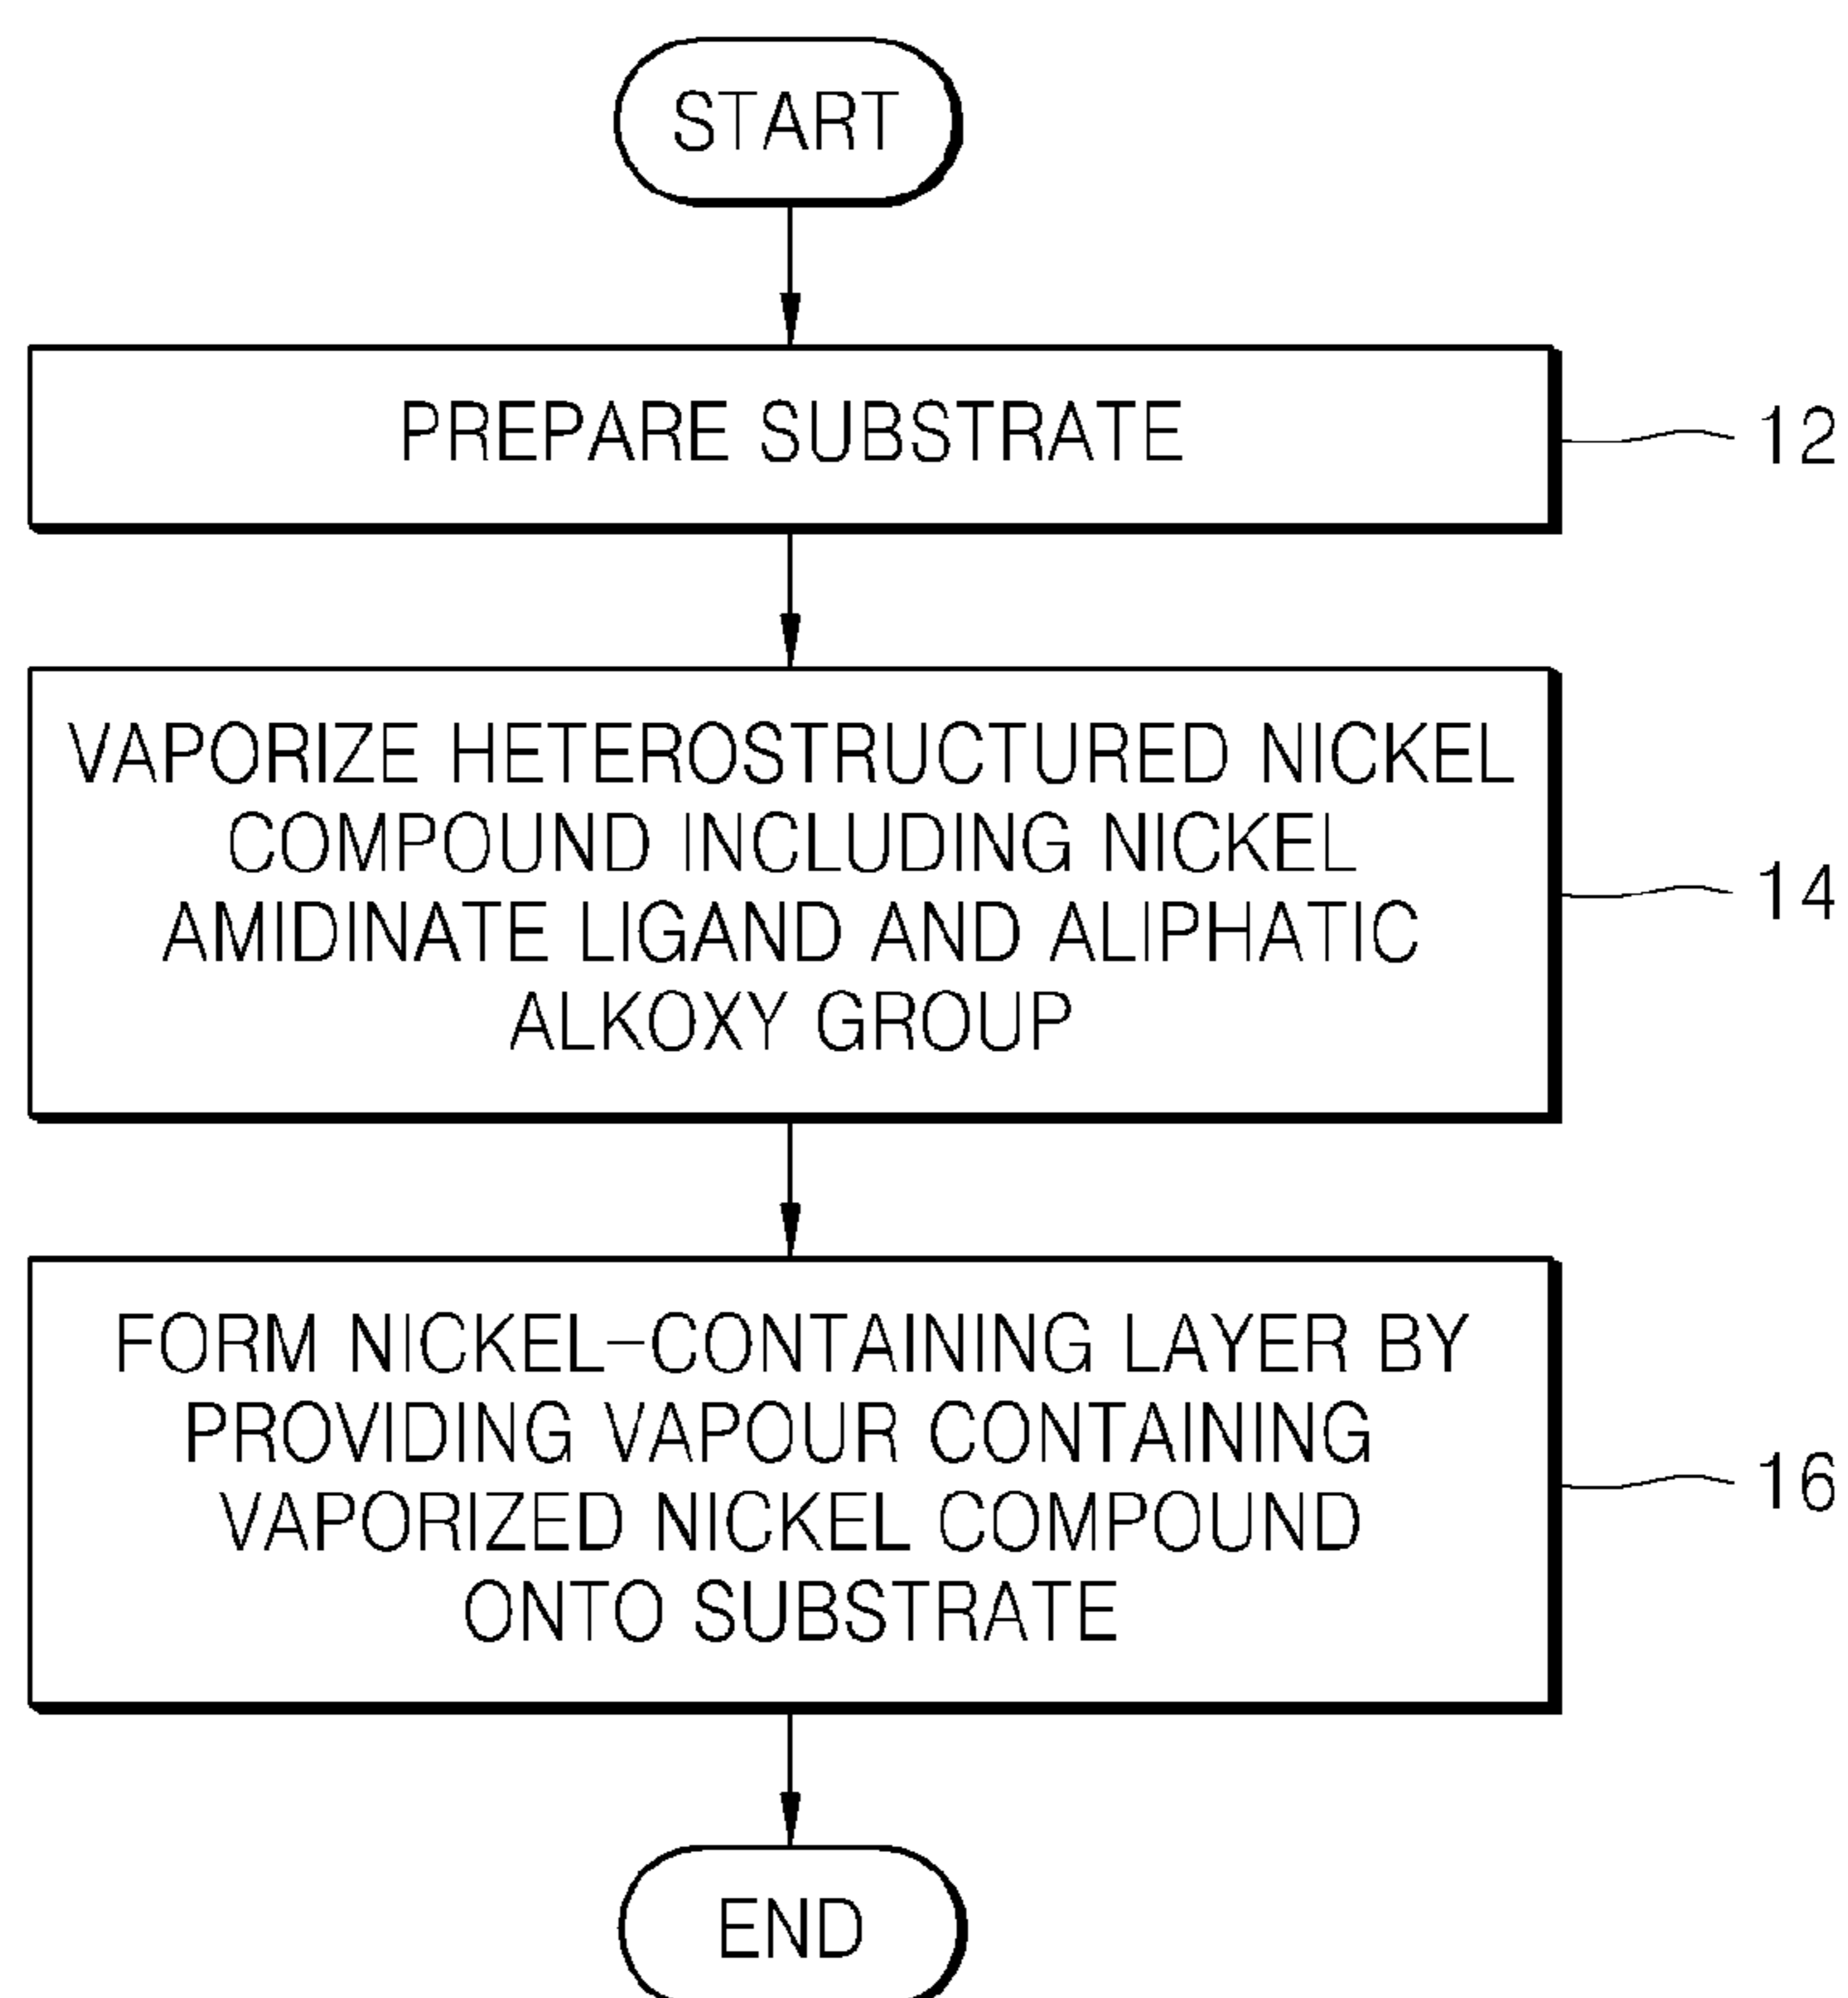 START
PREPARE SUBSTRATE
12
VAPORIZE HETEROSTRUCTURED NICKEL
COMPOUND INCLUDING NICKEL
AMIDINATE LIGAND AND ALIPHATIC
ALKOXY GROUP
14
FORM NICKEL-CONTAINING LAYER BY
PROVIDING VAPOUR CONTAINING
VAPORIZED NICKEL COMPOUND
ONTO SUBSTRATE
16
END